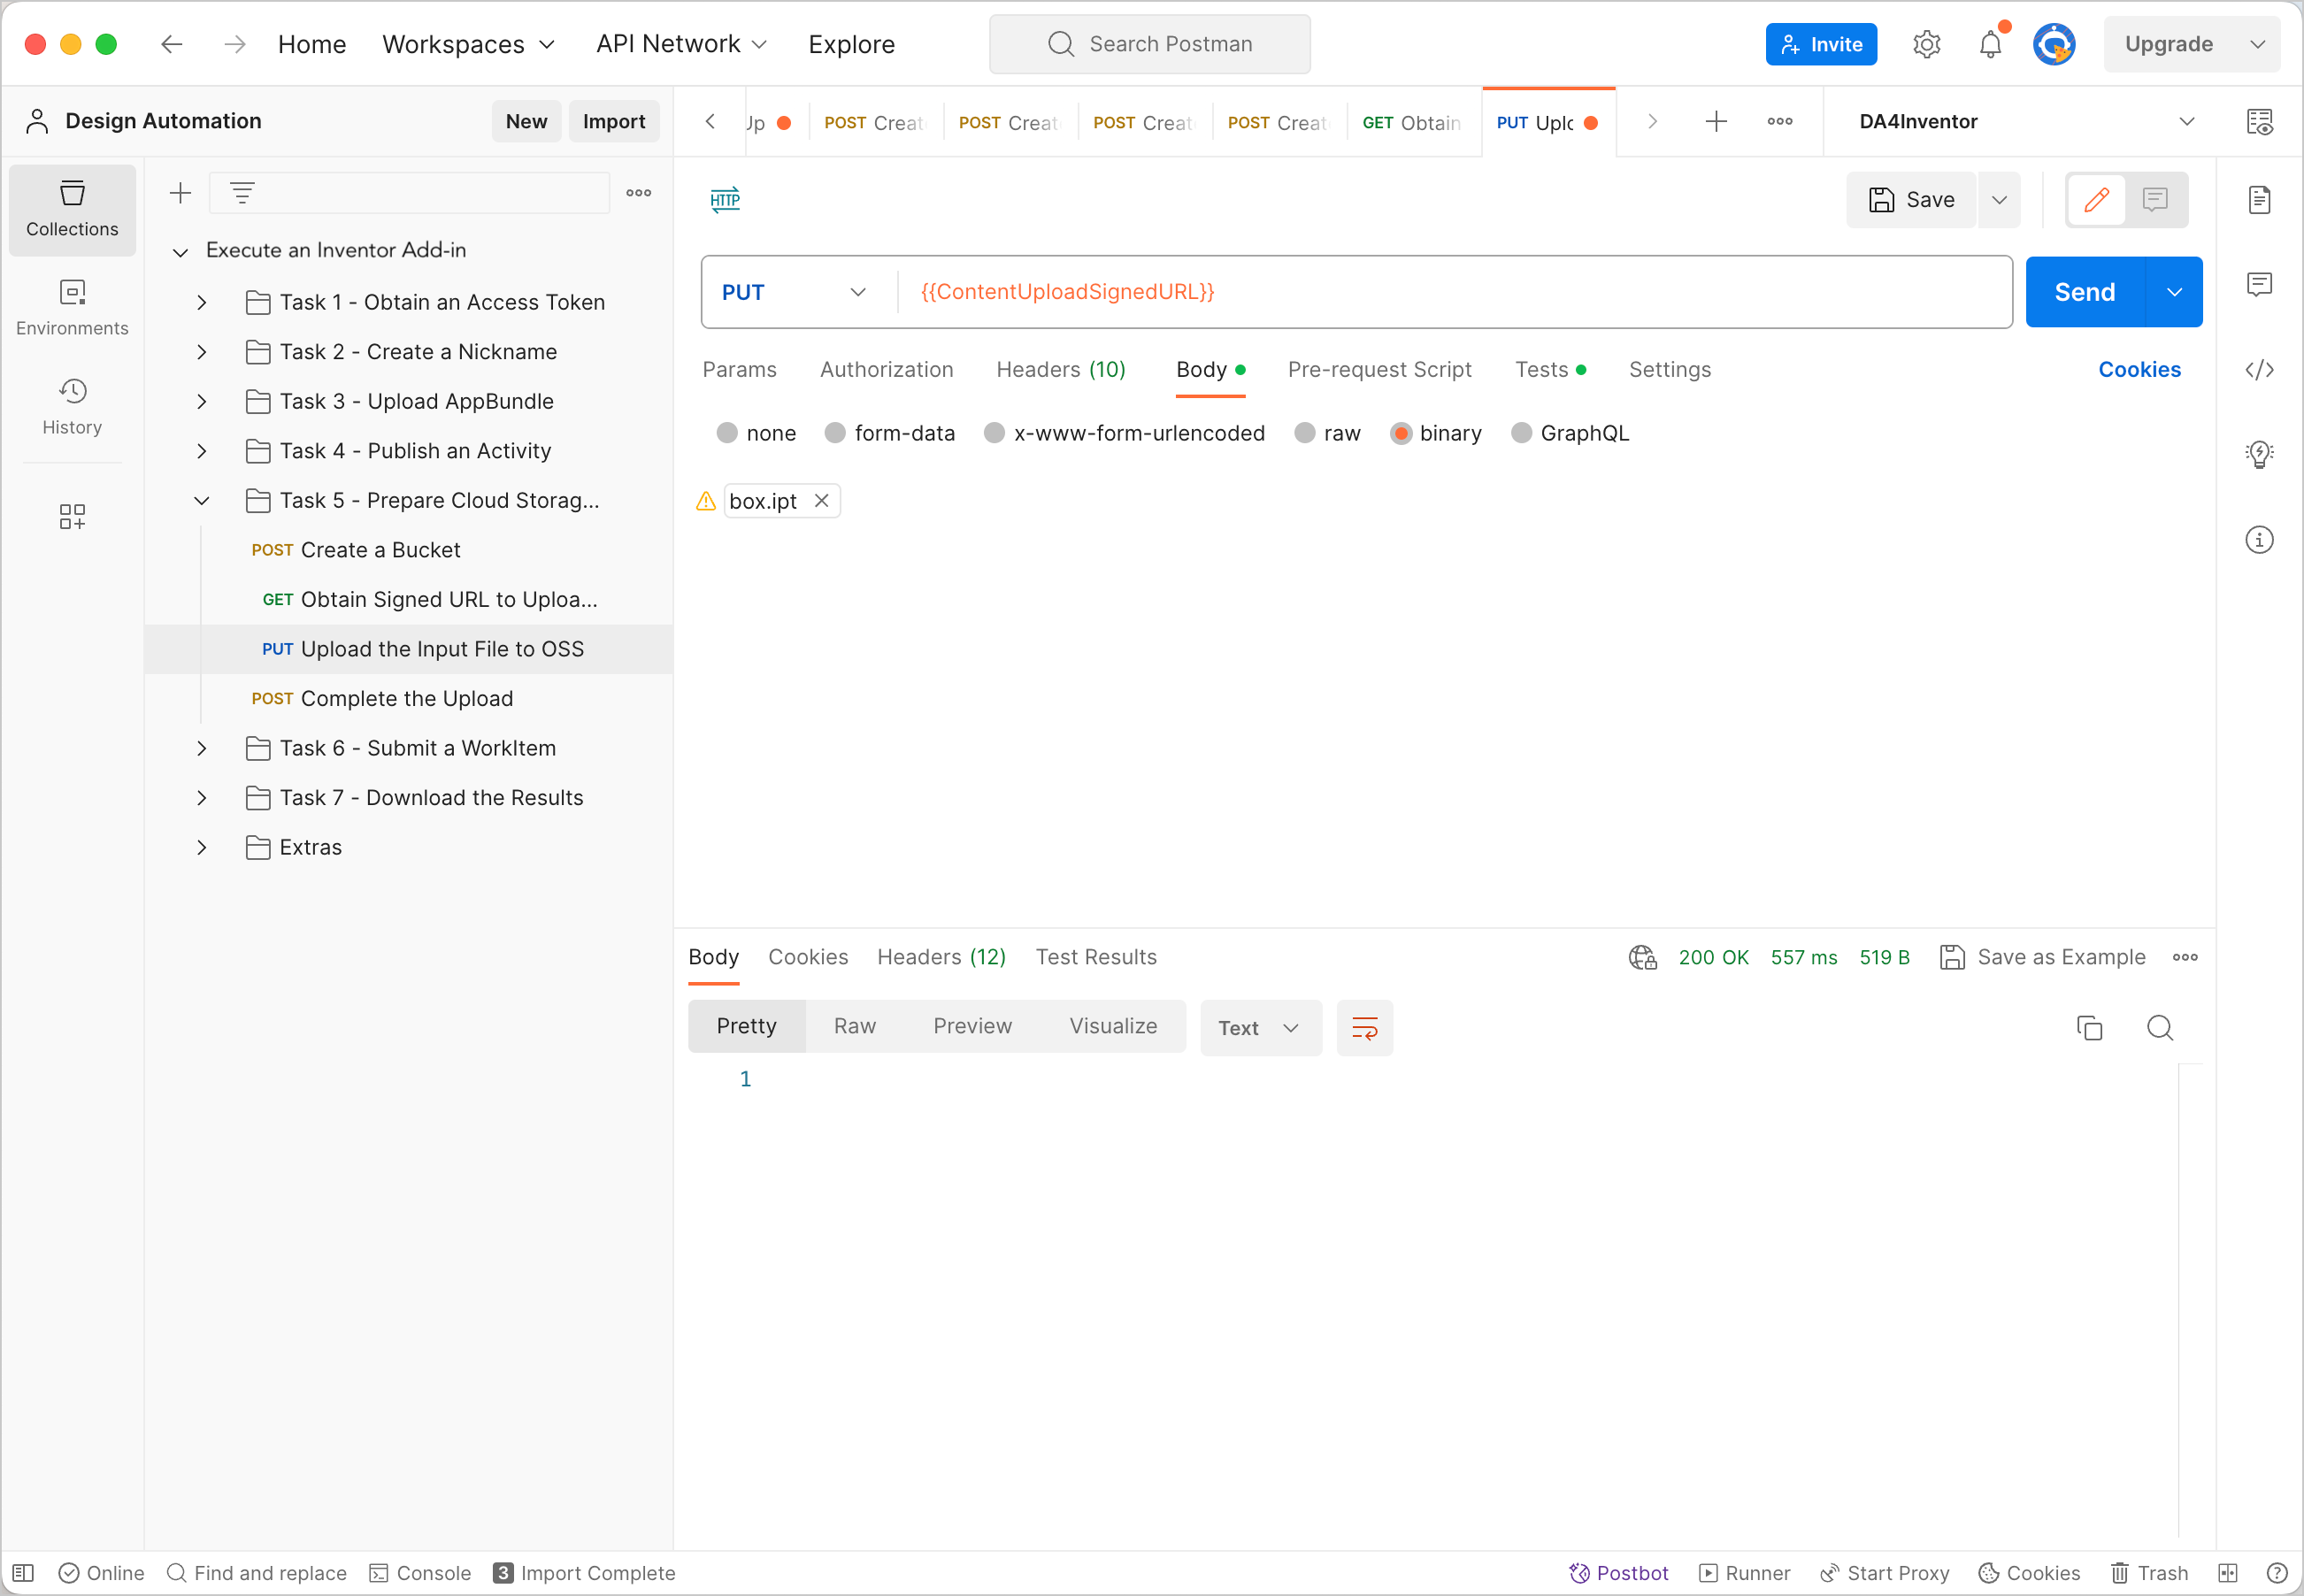 Home Workspaces API Network Explore Search Postman Invite Upgrade
Design Automation New Import
Up POST Creat POST Creat POST Creat POST Creat GET Obtain PUT Uplo DA4Inventor
Collections
Environments
History
Execute an Inventor Add-in
Task 1 - Obtain an Access Token
Task 2 - Create a Nickname
Task 3 - Upload AppBundle
Task 4 - Publish an Activity
Task 5 - Prepare Cloud Storag...
POST Create a Bucket
GET Obtain Signed URL to Uploa...
PUT Upload the Input File to OSS
POST Complete the Upload
Task 6 - Submit a WorkItem
Task 7 - Download the Results
Extras
HTTP Save
PUT {{ContentUploadSignedURL}} Send
Params Authorization Headers (10) Body Pre-request Script Tests Settings Cookies
none form-data x-www-form-urlencoded raw binary GraphQL
box.ipt
Body Cookies Headers (12) Test Results 200 OK 557 ms 519 B Save as Example
Pretty Raw Preview Visualize Text
1
Online Find and replace Console 3 Import Complete Postbot Runner Start Proxy Cookies Trash